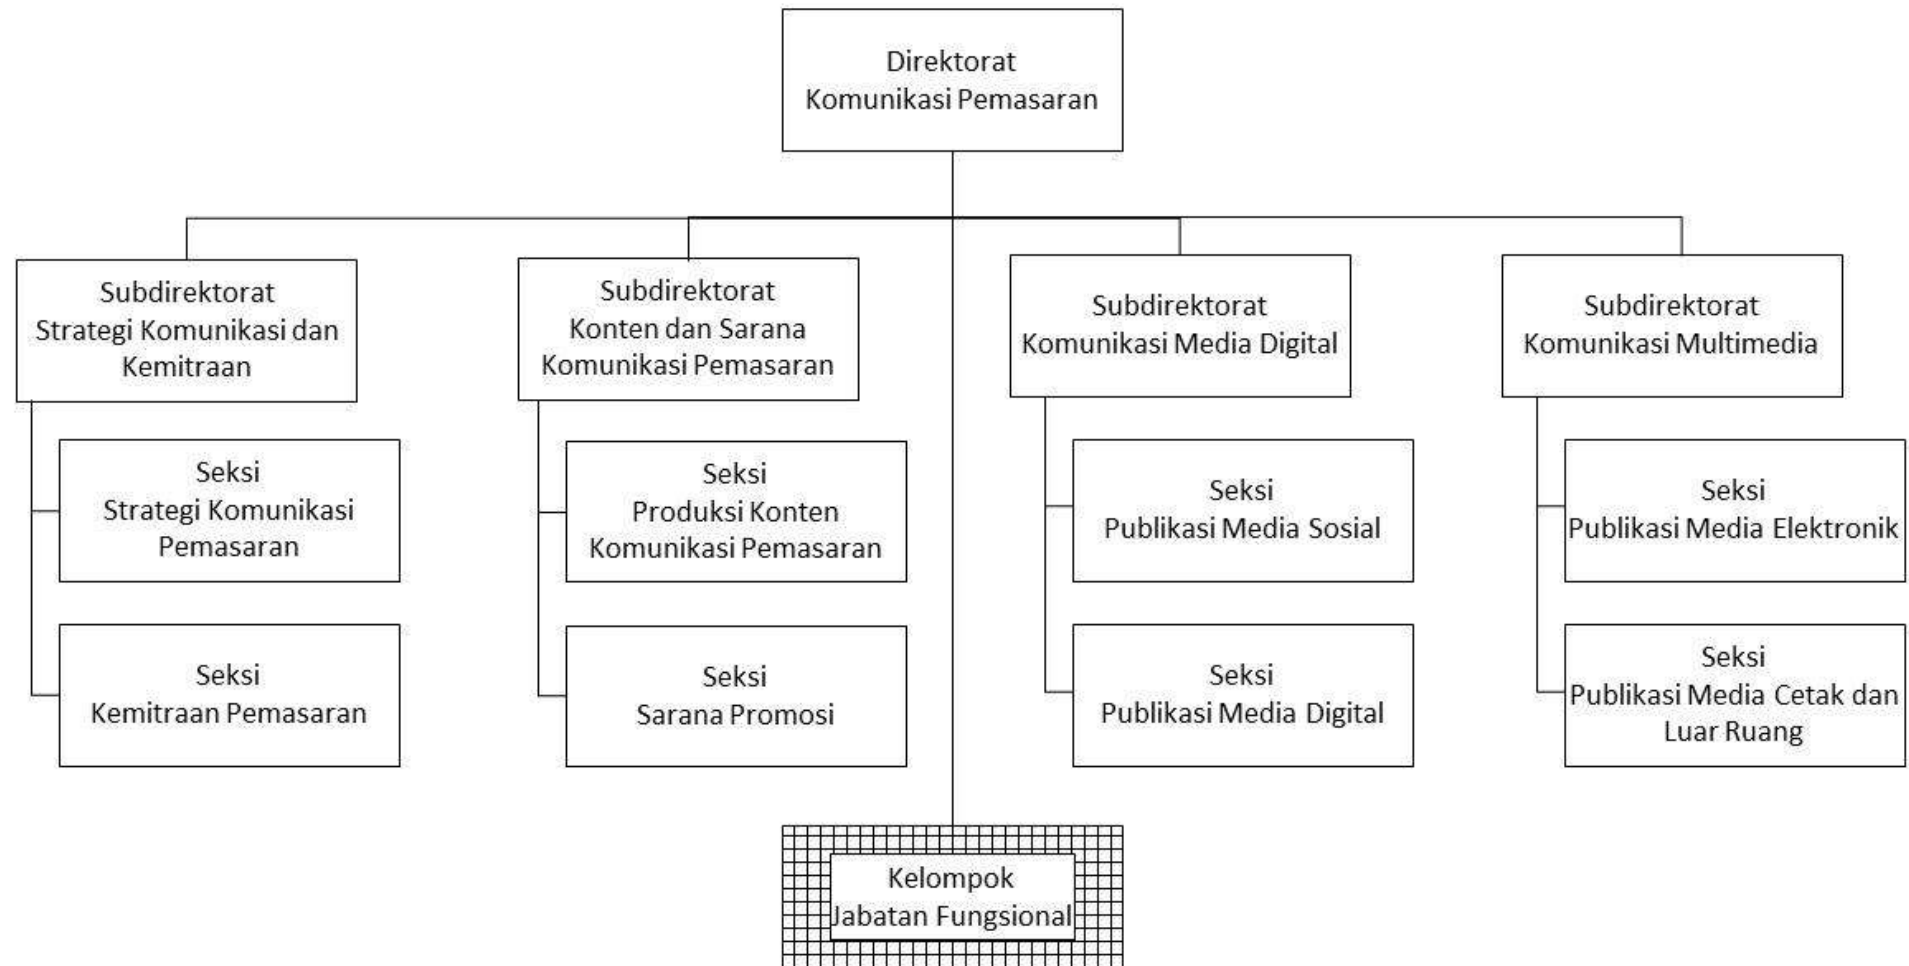 Direktorat
Komunikasi Pemasaran
Subdirektorat
Strategi Komunikasi dan
Kemitraan
Subdirektorat
Konten dan Sarana
Komunikasi Pemasaran
Subdirektorat
Komunikasi Media Digital
Subdirektorat
Komunikasi Multimedia
Seksi
Strategi Komunikasi
Pemasaran
Seksi
Produksi Konten
Komunikasi Pemasaran
Seksi
Publikasi Media Sosial
Seksi
Publikasi Media Elektronik
Seksi
Kemitraan Pemasaran
Seksi
Sarana Promosi
Seksi
Publikasi Media Digital
Seksi
Publikasi Media Cetak dan
Luar Ruang
Kelompok
Jabatan Fungsional